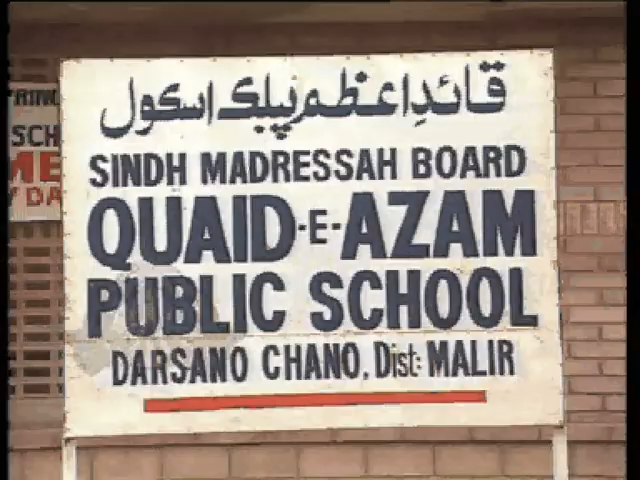 قائدِاعظم پبلک اسکول
SINDH MADRESSAH BOARD
QUAID-E-AZAM
PUBLIC SCHOOL
DARSANO CHANO, Dist: MALIR